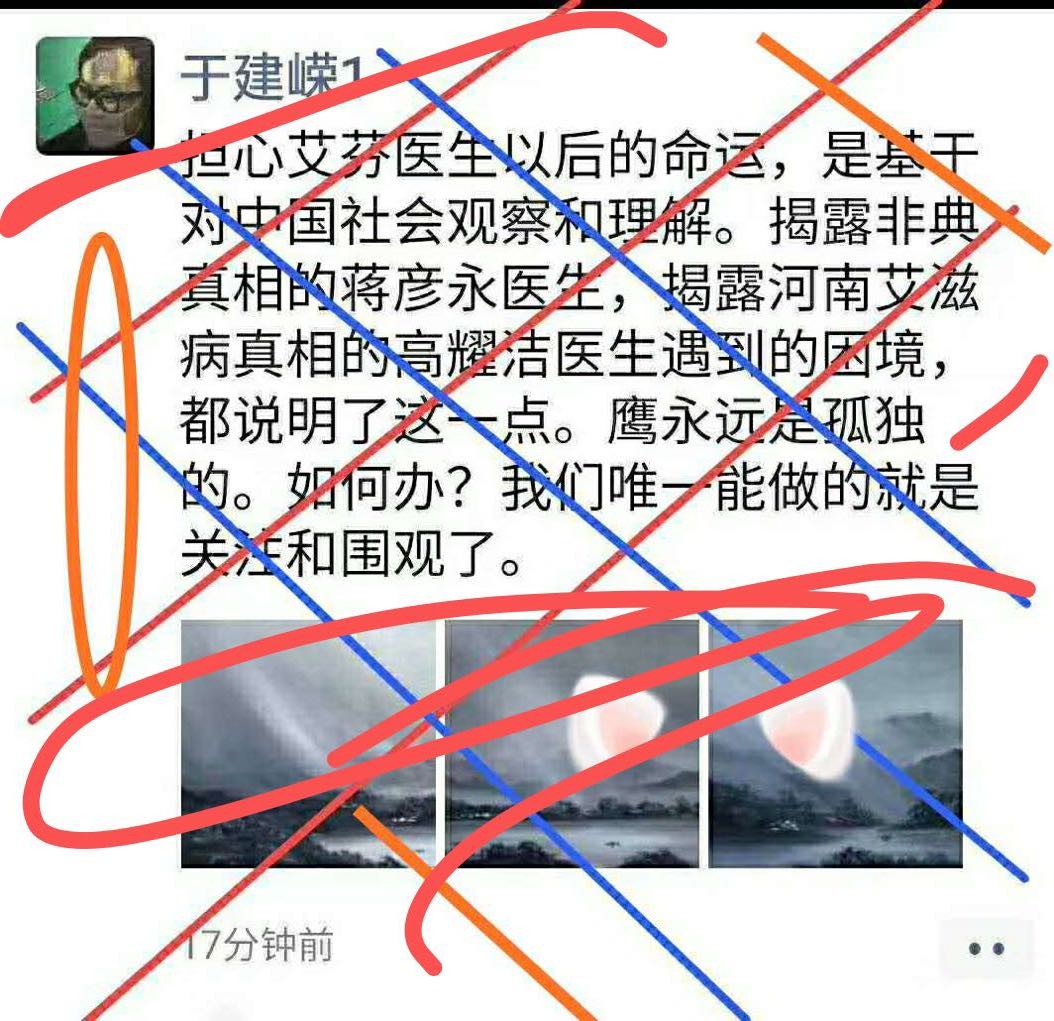 于建嵘1
担心艾芬医生以后的命运，是基于
对中国社会观察和理解。揭露非典
真相的蒋彦永医生，揭露河南艾滋
病真相的高耀洁医生遇到的困境，
都说明了这一点。鹰永远是孤独
的。如何办？我们唯一能做的就是
关注和围观了。
17分钟前